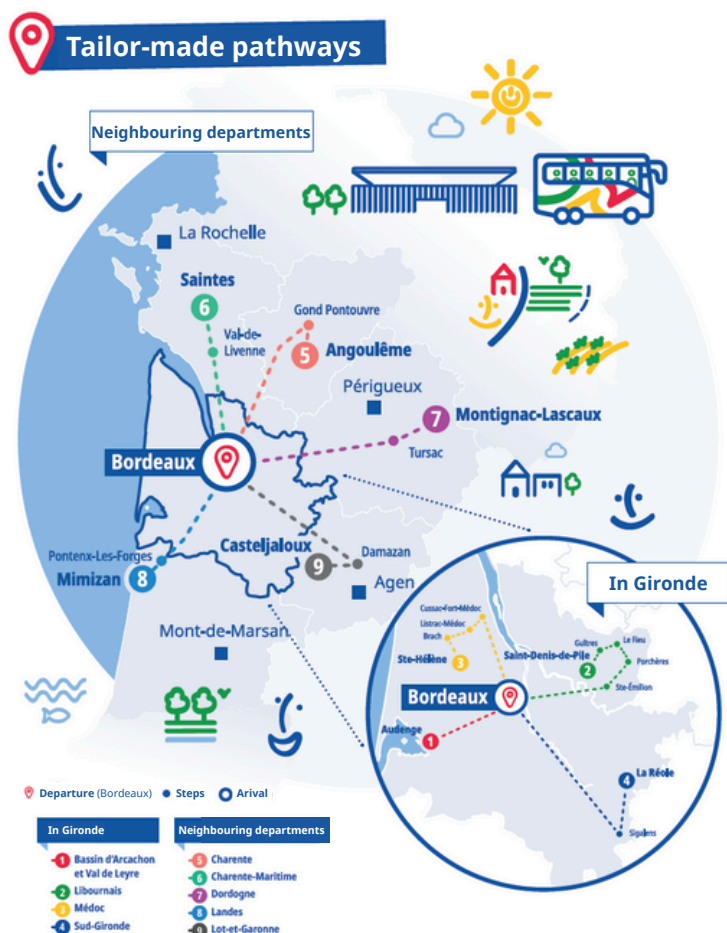 Tailor-made pathways
Neighbouring departments
La Rochelle
Saintes
6
Val-de-
Livenne
Gond Pontouvre
5 Angoulême
Périgueux
7 Montignac-Lascaux
Tursac
Bordeaux
Pontenx-Les-Forges
Mimizan 8
Casteljaloux
9
Damazan
Agen
Mont-de-Marsan
In Gironde
Cussac-Fort-Médoc
Listrac-Médoc
Brach
Ste-Hélène 3
Guîtres
Le Fieu
Saint-Denis-de-Pile
2
Porchères
Ste-Émilion
Bordeaux
Audenge
1
4 La Réole
Sigalens
Departure (Bordeaux) Steps Arival
In Gironde
1 Bassin d'Arcachon
et Val de Leyre
2 Libournais
3 Médoc
4 Sud-Gironde
Neighbouring departments
5 Charente
6 Charente-Maritime
7 Dordogne
8 Landes
9 Lot-et-Garonne